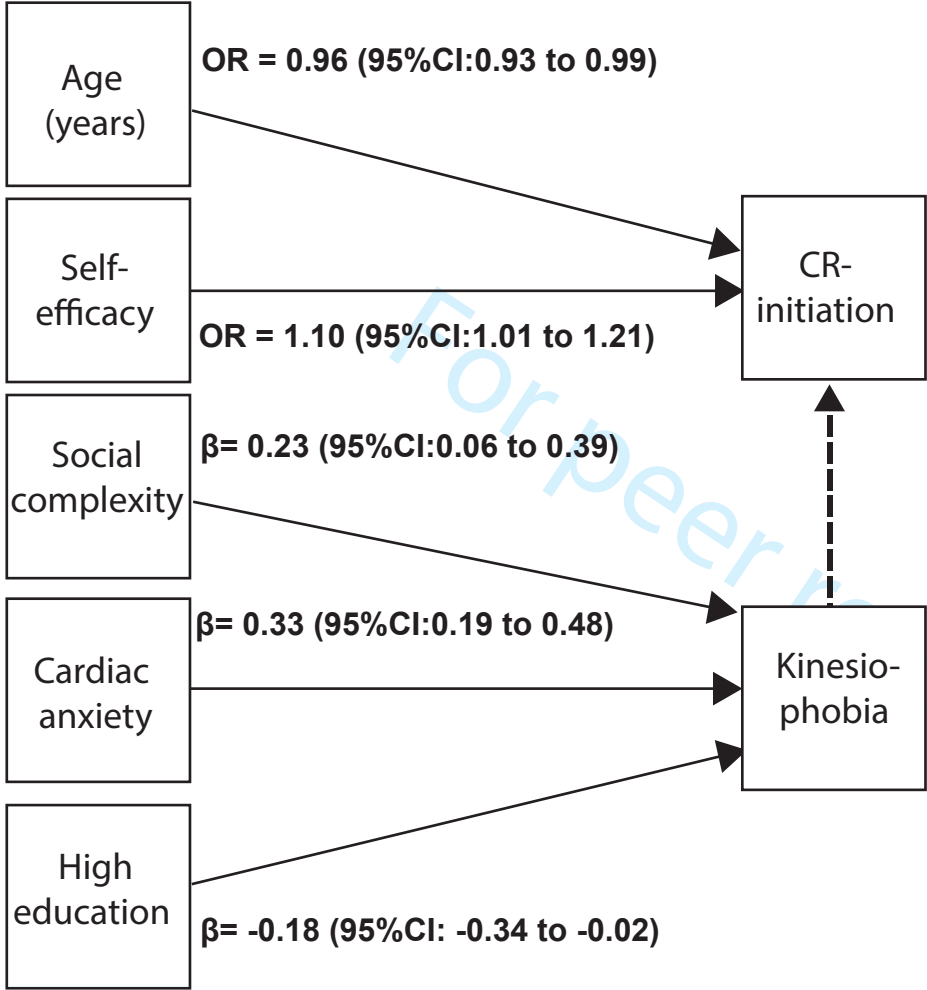 Age
(years)
OR = 0.96 (95%CI:0.93 to 0.99)
Self-
efficacy
OR = 1.10 (95%CI:1.01 to 1.21)
CR-
initiation
Social
complexity
β= 0.23 (95%CI:0.06 to 0.39)
Cardiac
anxiety
β= 0.33 (95%CI:0.19 to 0.48)
Kinesio-
phobia
High
education
β= -0.18 (95%CI: -0.34 to -0.02)
For peer